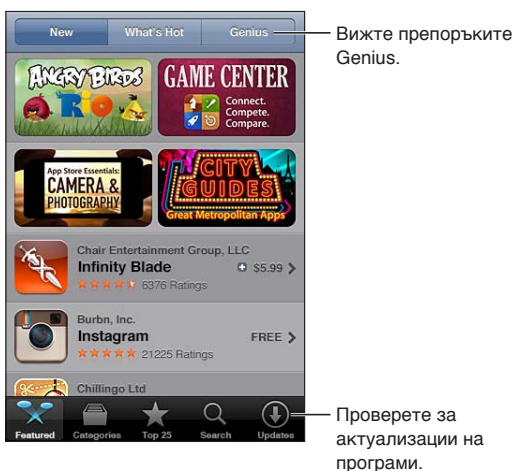 New What's Hot Genius
Вижте препоръките
Genius.
ANGRY BIRDS
RIO
GAME CENTER
Connect.
Compete.
Compare.
App Store Essentials:
CAMERA &
PHOTOGRAPHY
CITY
GUIDES
Great Metropolitan Apps
Chair Entertainment Group, LLC
Infinity Blade $5.99
6376 Ratings
Burbn, Inc.
Instagram FREE
21225 Ratings
Chillingo Ltd
Featured Categories Top 25 Search Updates
Проверете за
актуализации на
програми.